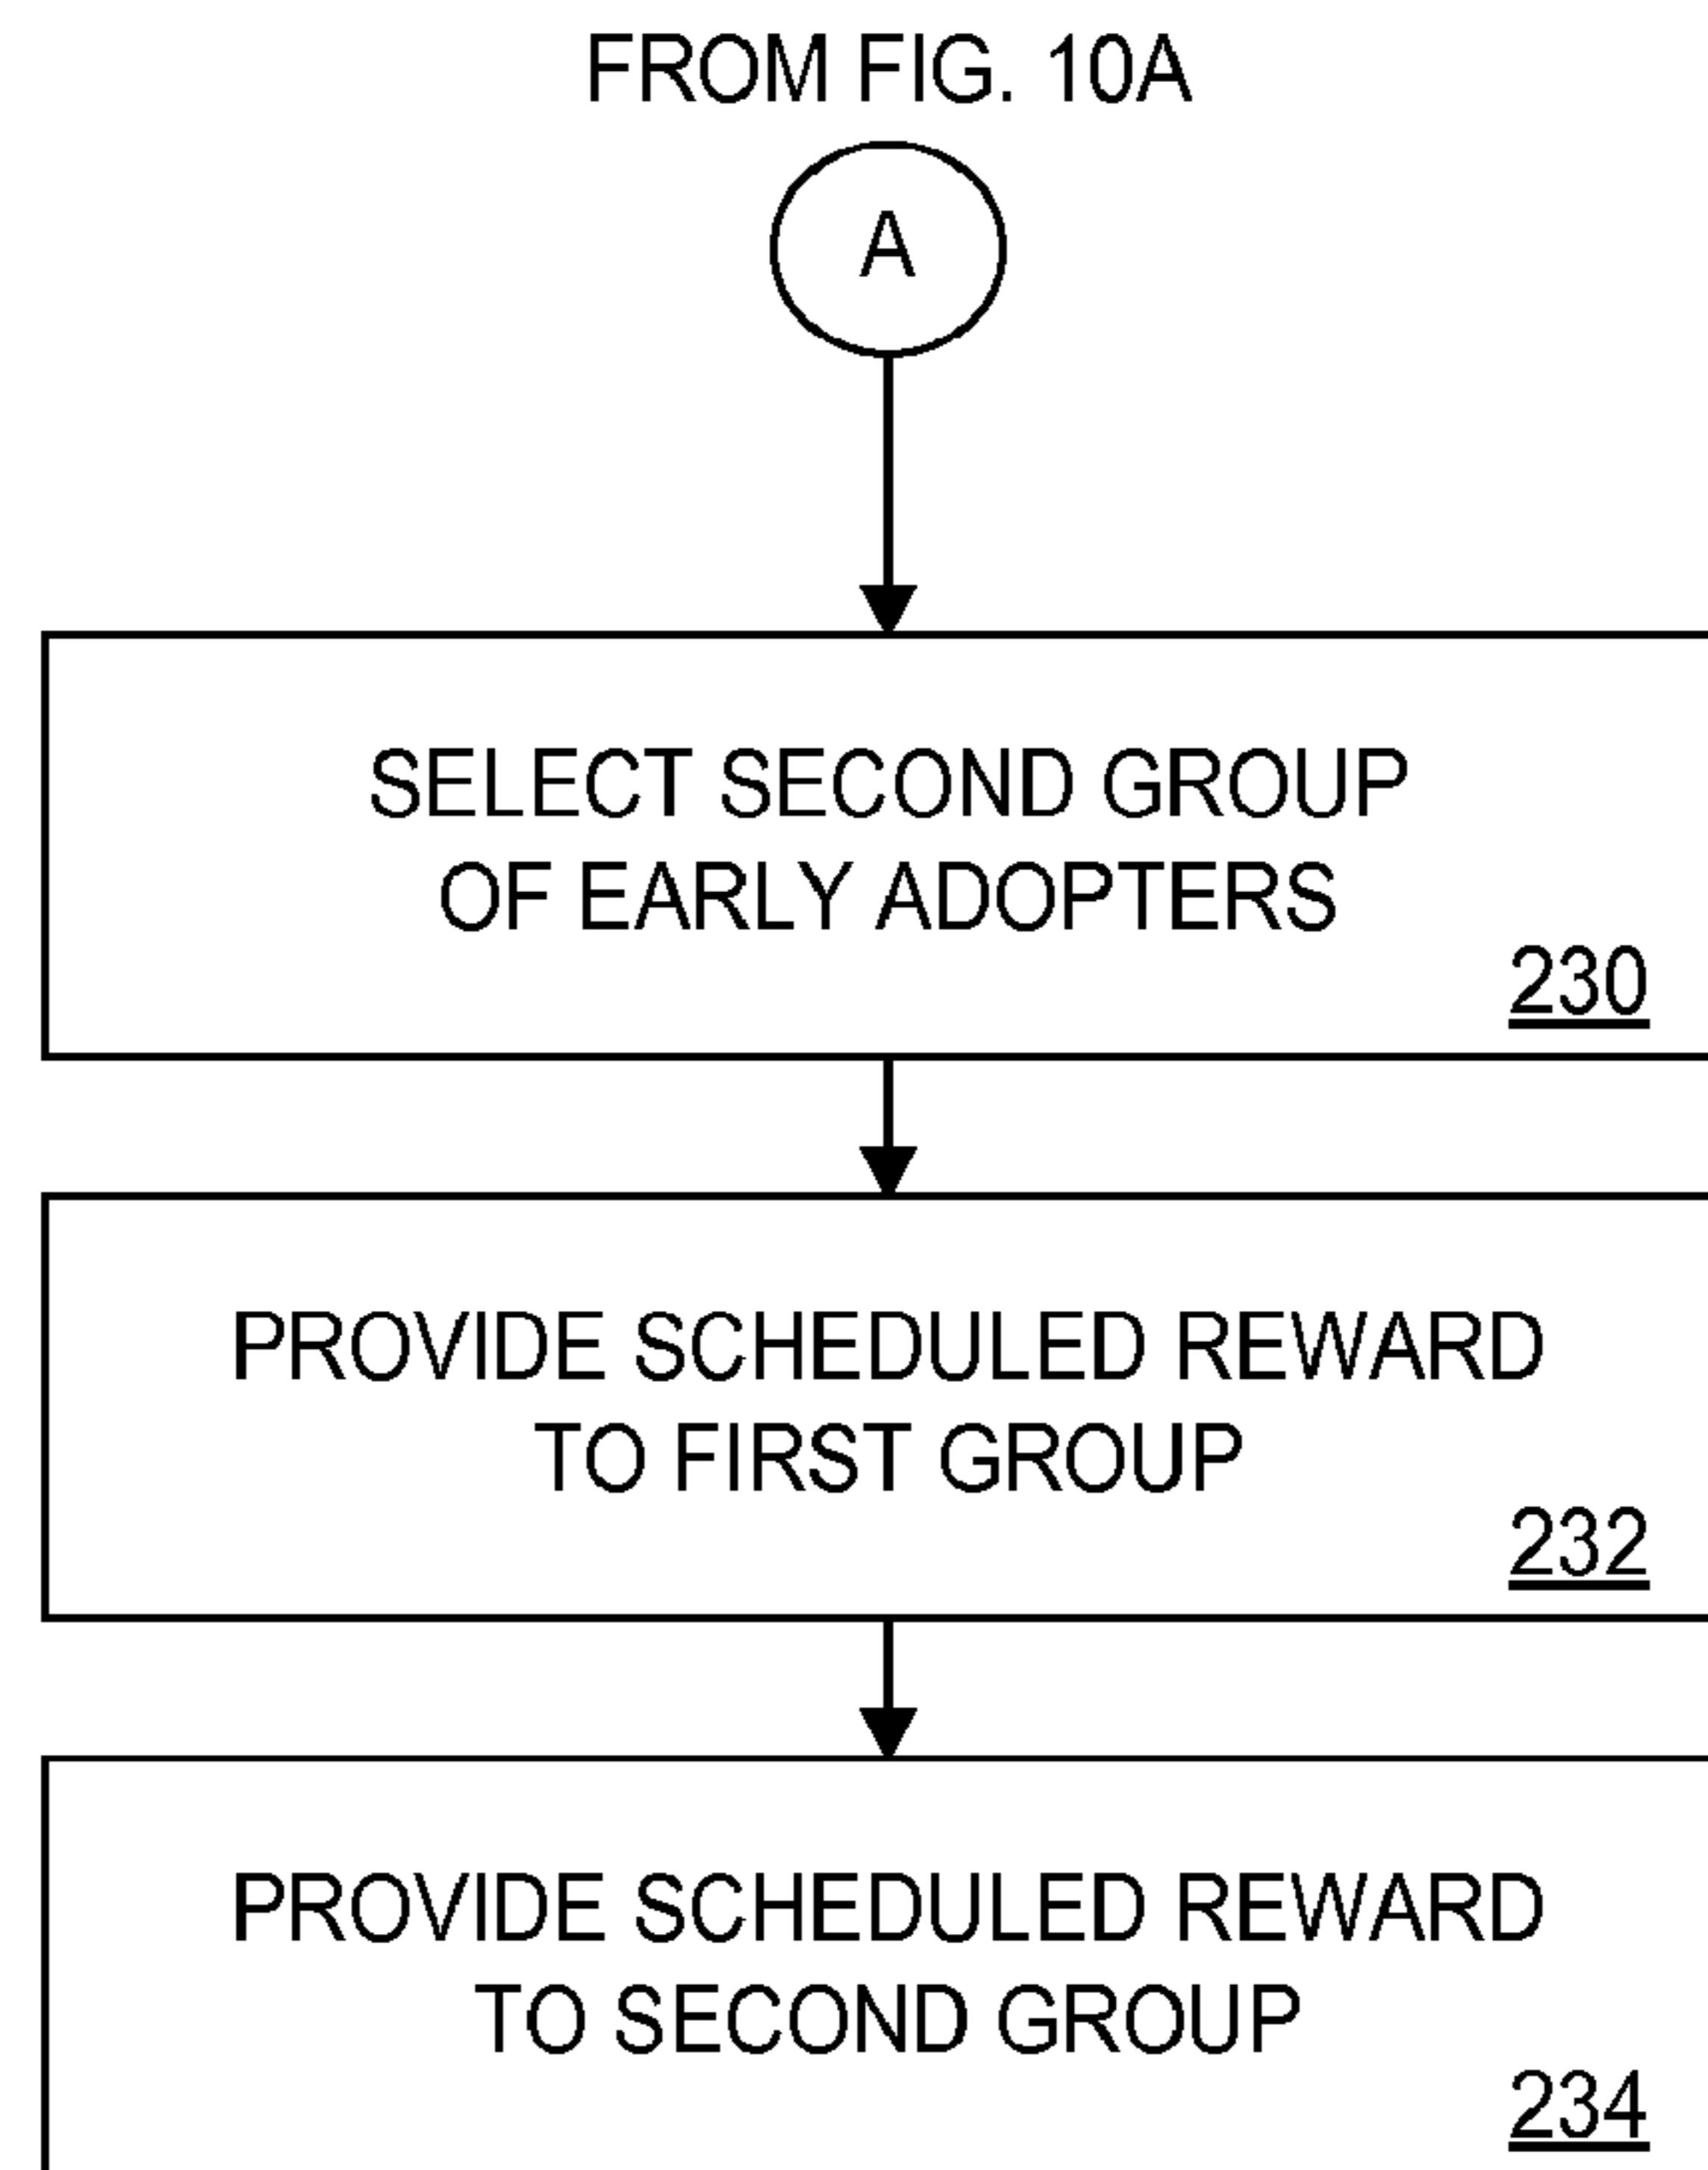 FROM FIG. 10A
A
SELECT SECOND GROUP
OF EARLY ADOPTERS
230
PROVIDE SCHEDULED REWARD
TO FIRST GROUP
232
PROVIDE SCHEDULED REWARD
TO SECOND GROUP
234